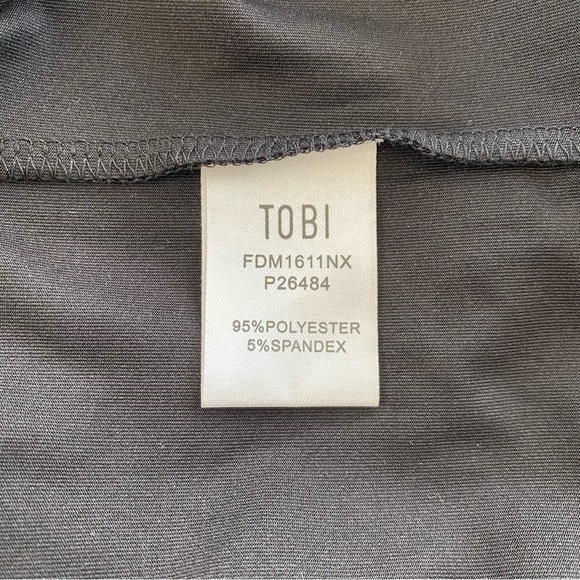 TOBI
FDM1611NX
P26484
95%POLYESTER
5%SPANDEX